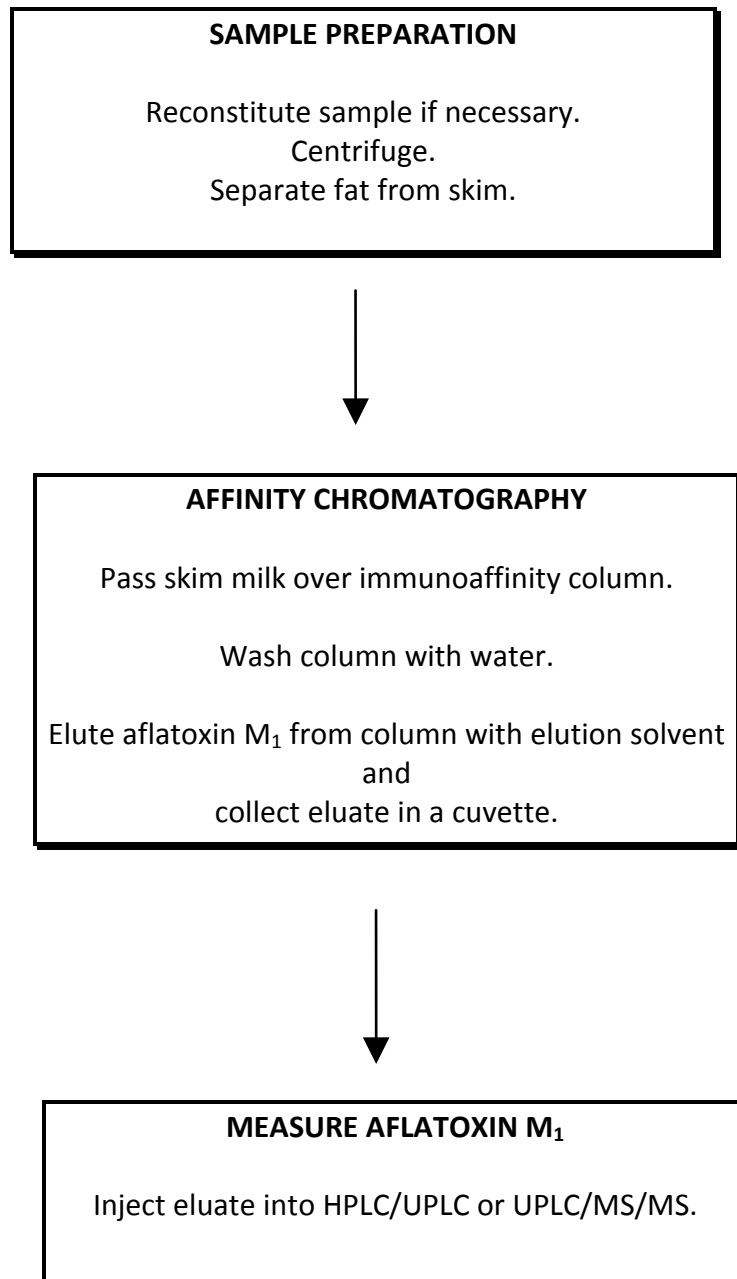 SAMPLE PREPARATION
Reconstitute sample if necessary.
Centrifuge.
Separate fat from skim.
AFFINITY CHROMATOGRAPHY
Pass skim milk over immunoaffinity column.
Wash column with water.
Elute aflatoxin M₁ from column with elution solvent
and
collect eluate in a cuvette.
MEASURE AFLATOXIN M₁
Inject eluate into HPLC/UPLC or UPLC/MS/MS.